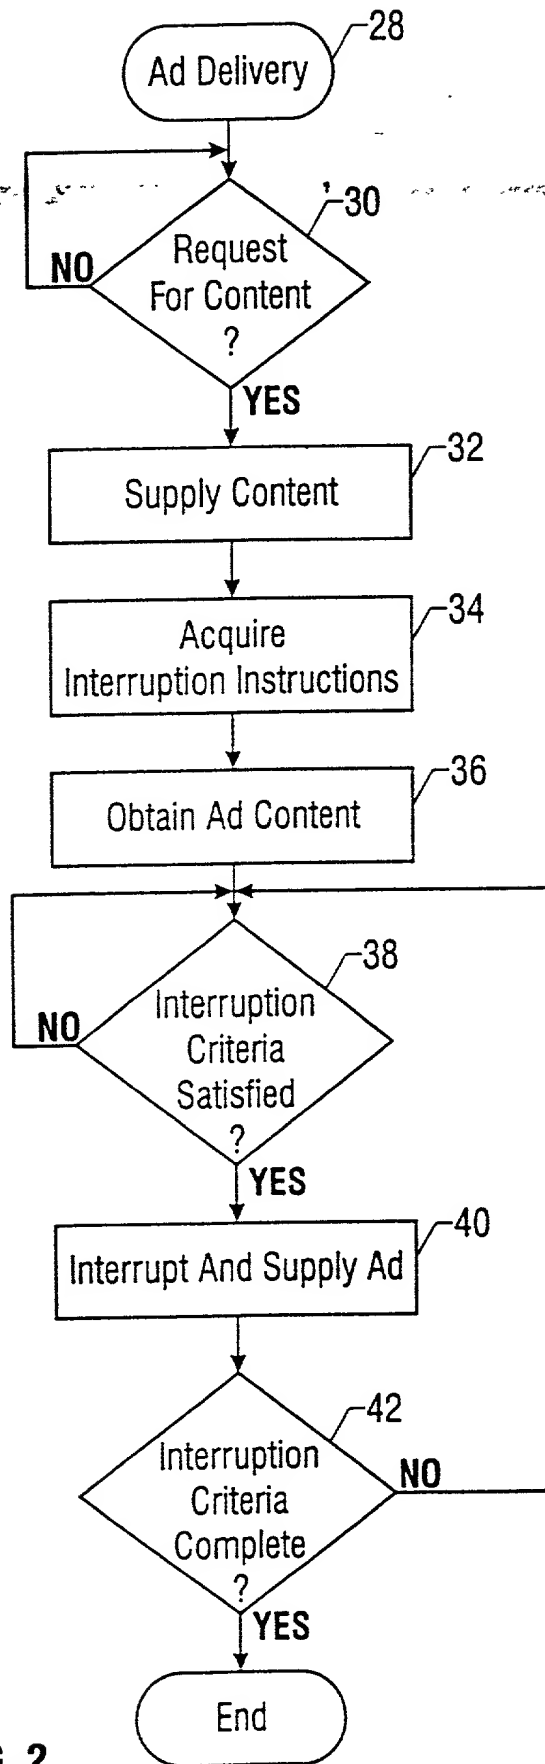 28
Ad Delivery
30
Request
For Content
?
NO
YES
32
Supply Content
34
Acquire
Interruption Instructions
36
Obtain Ad Content
38
Interruption
Criteria
Satisfied
?
NO
YES
40
Interrupt And Supply Ad
42
Interruption
Criteria
Complete
?
NO
YES
End
2